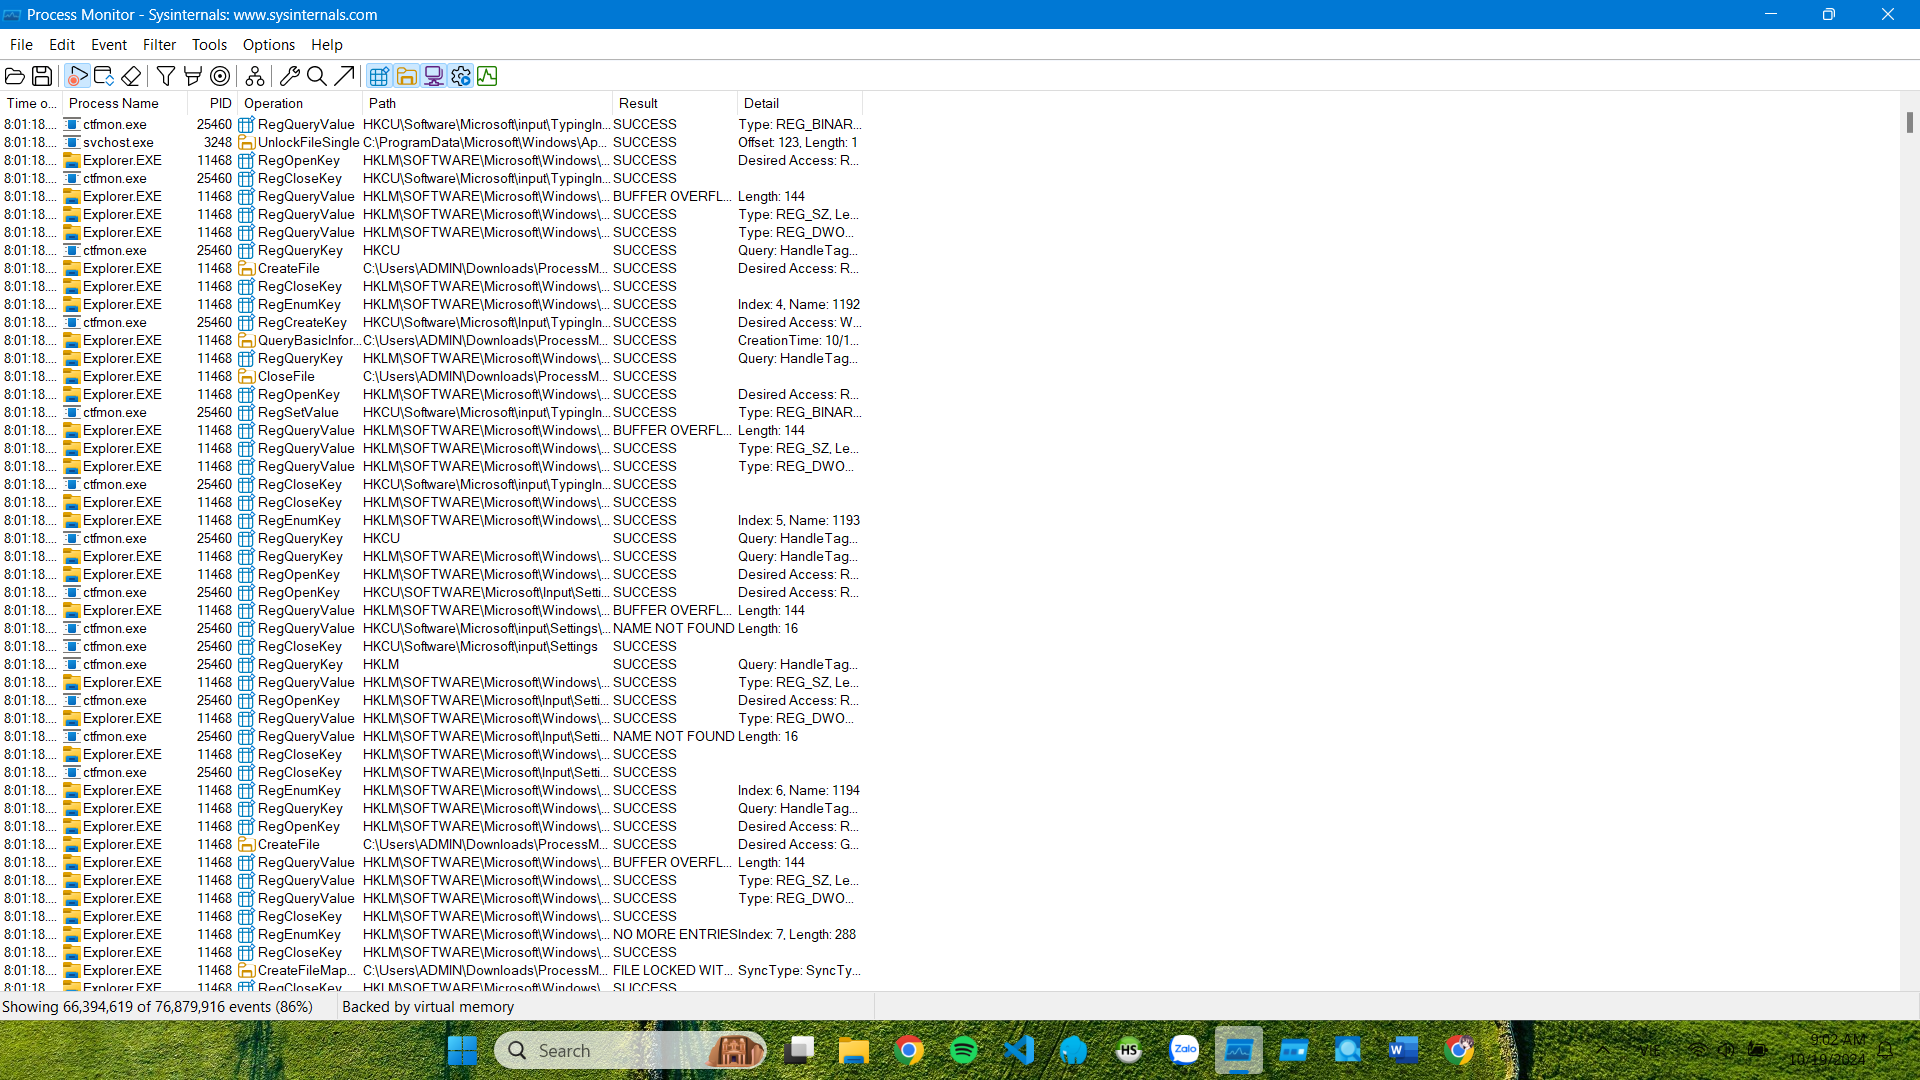 Process Monitor - Sysinternals: www.sysinternals.com
File Edit Event Filter Tools Options Help
Time o... Process Name PID Operation Path Result Detail
8:01:18.... ctfmon.exe 25460 RegQueryValue HKCU\Software\Microsoft\input\TypingIn... SUCCESS Type: REG_BINAR...
8:01:18.... svchost.exe 3248 UnlockFileSingle C:\ProgramData\Microsoft\Windows\Ap... SUCCESS Offset: 123, Length: 1
8:01:18.... Explorer.EXE 11468 RegOpenKey HKLM\SOFTWARE\Microsoft\Windows\... SUCCESS Desired Access: R...
8:01:18.... ctfmon.exe 25460 RegCloseKey HKCU\Software\Microsoft\input\TypingIn... SUCCESS
8:01:18.... Explorer.EXE 11468 RegQueryValue HKLM\SOFTWARE\Microsoft\Windows\... BUFFER OVERFL... Length: 144
8:01:18.... Explorer.EXE 11468 RegQueryValue HKLM\SOFTWARE\Microsoft\Windows\... SUCCESS Type: REG_SZ, Le...
8:01:18.... Explorer.EXE 11468 RegQueryValue HKLM\SOFTWARE\Microsoft\Windows\... SUCCESS Type: REG_DWO...
8:01:18.... ctfmon.exe 25460 RegQueryKey HKCU SUCCESS Query: HandleTag...
8:01:18.... Explorer.EXE 11468 CreateFile C:\Users\ADMIN\Downloads\ProcessM... SUCCESS Desired Access: R...
8:01:18.... Explorer.EXE 11468 RegCloseKey HKLM\SOFTWARE\Microsoft\Windows\... SUCCESS
8:01:18.... Explorer.EXE 11468 RegEnumKey HKLM\SOFTWARE\Microsoft\Windows\... SUCCESS Index: 4, Name: 1192
8:01:18.... ctfmon.exe 25460 RegCreateKey HKCU\Software\Microsoft\Input\TypingIn... SUCCESS Desired Access: W...
8:01:18.... Explorer.EXE 11468 QueryBasicInfor... C:\Users\ADMIN\Downloads\ProcessM... SUCCESS CreationTime: 10/1...
8:01:18.... Explorer.EXE 11468 RegQueryKey HKLM\SOFTWARE\Microsoft\Windows\... SUCCESS Query: HandleTag...
8:01:18.... Explorer.EXE 11468 CloseFile C:\Users\ADMIN\Downloads\ProcessM... SUCCESS
8:01:18.... Explorer.EXE 11468 RegOpenKey HKLM\SOFTWARE\Microsoft\Windows\... SUCCESS Desired Access: R...
8:01:18.... ctfmon.exe 25460 RegSetValue HKCU\Software\Microsoft\input\TypingIn... SUCCESS Type: REG_BINAR...
8:01:18.... Explorer.EXE 11468 RegQueryValue HKLM\SOFTWARE\Microsoft\Windows\... BUFFER OVERFL... Length: 144
8:01:18.... Explorer.EXE 11468 RegQueryValue HKLM\SOFTWARE\Microsoft\Windows\... SUCCESS Type: REG_SZ, Le...
8:01:18.... Explorer.EXE 11468 RegQueryValue HKLM\SOFTWARE\Microsoft\Windows\... SUCCESS Type: REG_DWO...
8:01:18.... ctfmon.exe 25460 RegCloseKey HKCU\Software\Microsoft\input\TypingIn... SUCCESS
8:01:18.... Explorer.EXE 11468 RegCloseKey HKLM\SOFTWARE\Microsoft\Windows\... SUCCESS
8:01:18.... Explorer.EXE 11468 RegEnumKey HKLM\SOFTWARE\Microsoft\Windows\... SUCCESS Index: 5, Name: 1193
8:01:18.... ctfmon.exe 25460 RegQueryKey HKCU SUCCESS Query: HandleTag...
8:01:18.... Explorer.EXE 11468 RegQueryKey HKLM\SOFTWARE\Microsoft\Windows\... SUCCESS Query: HandleTag...
8:01:18.... Explorer.EXE 11468 RegOpenKey HKLM\SOFTWARE\Microsoft\Windows\... SUCCESS Desired Access: R...
8:01:18.... ctfmon.exe 25460 RegOpenKey HKCU\SOFTWARE\Microsoft\Input\Setti... SUCCESS Desired Access: R...
8:01:18.... Explorer.EXE 11468 RegQueryValue HKLM\SOFTWARE\Microsoft\Windows\... BUFFER OVERFL... Length: 144
8:01:18.... ctfmon.exe 25460 RegQueryValue HKCU\Software\Microsoft\input\Settings\... NAME NOT FOUND Length: 16
8:01:18.... ctfmon.exe 25460 RegCloseKey HKCU\Software\Microsoft\input\Settings SUCCESS
8:01:18.... ctfmon.exe 25460 RegQueryKey HKLM SUCCESS Query: HandleTag...
8:01:18.... Explorer.EXE 11468 RegQueryValue HKLM\SOFTWARE\Microsoft\Windows\... SUCCESS Type: REG_SZ, Le...
8:01:18.... ctfmon.exe 25460 RegOpenKey HKLM\SOFTWARE\Microsoft\Input\Setti... SUCCESS Desired Access: R...
8:01:18.... Explorer.EXE 11468 RegQueryValue HKLM\SOFTWARE\Microsoft\Windows\... SUCCESS Type: REG_DWO...
8:01:18.... ctfmon.exe 25460 RegQueryValue HKLM\SOFTWARE\Microsoft\Input\Setti... NAME NOT FOUND Length: 16
8:01:18.... Explorer.EXE 11468 RegCloseKey HKLM\SOFTWARE\Microsoft\Windows\... SUCCESS
8:01:18.... ctfmon.exe 25460 RegCloseKey HKLM\SOFTWARE\Microsoft\Input\Setti... SUCCESS
8:01:18.... Explorer.EXE 11468 RegEnumKey HKLM\SOFTWARE\Microsoft\Windows\... SUCCESS Index: 6, Name: 1194
8:01:18.... Explorer.EXE 11468 RegQueryKey HKLM\SOFTWARE\Microsoft\Windows\... SUCCESS Query: HandleTag...
8:01:18.... Explorer.EXE 11468 RegOpenKey HKLM\SOFTWARE\Microsoft\Windows\... SUCCESS Desired Access: R...
8:01:18.... Explorer.EXE 11468 CreateFile C:\Users\ADMIN\Downloads\ProcessM... SUCCESS Desired Access: G...
8:01:18.... Explorer.EXE 11468 RegQueryValue HKLM\SOFTWARE\Microsoft\Windows\... BUFFER OVERFL... Length: 144
8:01:18.... Explorer.EXE 11468 RegQueryValue HKLM\SOFTWARE\Microsoft\Windows\... SUCCESS Type: REG_SZ, Le...
8:01:18.... Explorer.EXE 11468 RegQueryValue HKLM\SOFTWARE\Microsoft\Windows\... SUCCESS Type: REG_DWO...
8:01:18.... Explorer.EXE 11468 RegCloseKey HKLM\SOFTWARE\Microsoft\Windows\... SUCCESS
8:01:18.... Explorer.EXE 11468 RegEnumKey HKLM\SOFTWARE\Microsoft\Windows\... NO MORE ENTRIES Index: 7, Length: 288
8:01:18.... Explorer.EXE 11468 RegCloseKey HKLM\SOFTWARE\Microsoft\Windows\... SUCCESS
8:01:18.... Explorer.EXE 11468 CreateFileMap... C:\Users\ADMIN\Downloads\ProcessM... FILE LOCKED WIT... SyncType: SyncTy...
8:01:18.... Explorer.EXE 11468 RegCloseKey HKLM\SOFTWARE\Microsoft\Windows\... SUCCESS
Showing 66,394,619 of 76,879,916 events (86%) Backed by virtual memory
Search HS Zalo W VIE 9:02 AM
10/19/2024